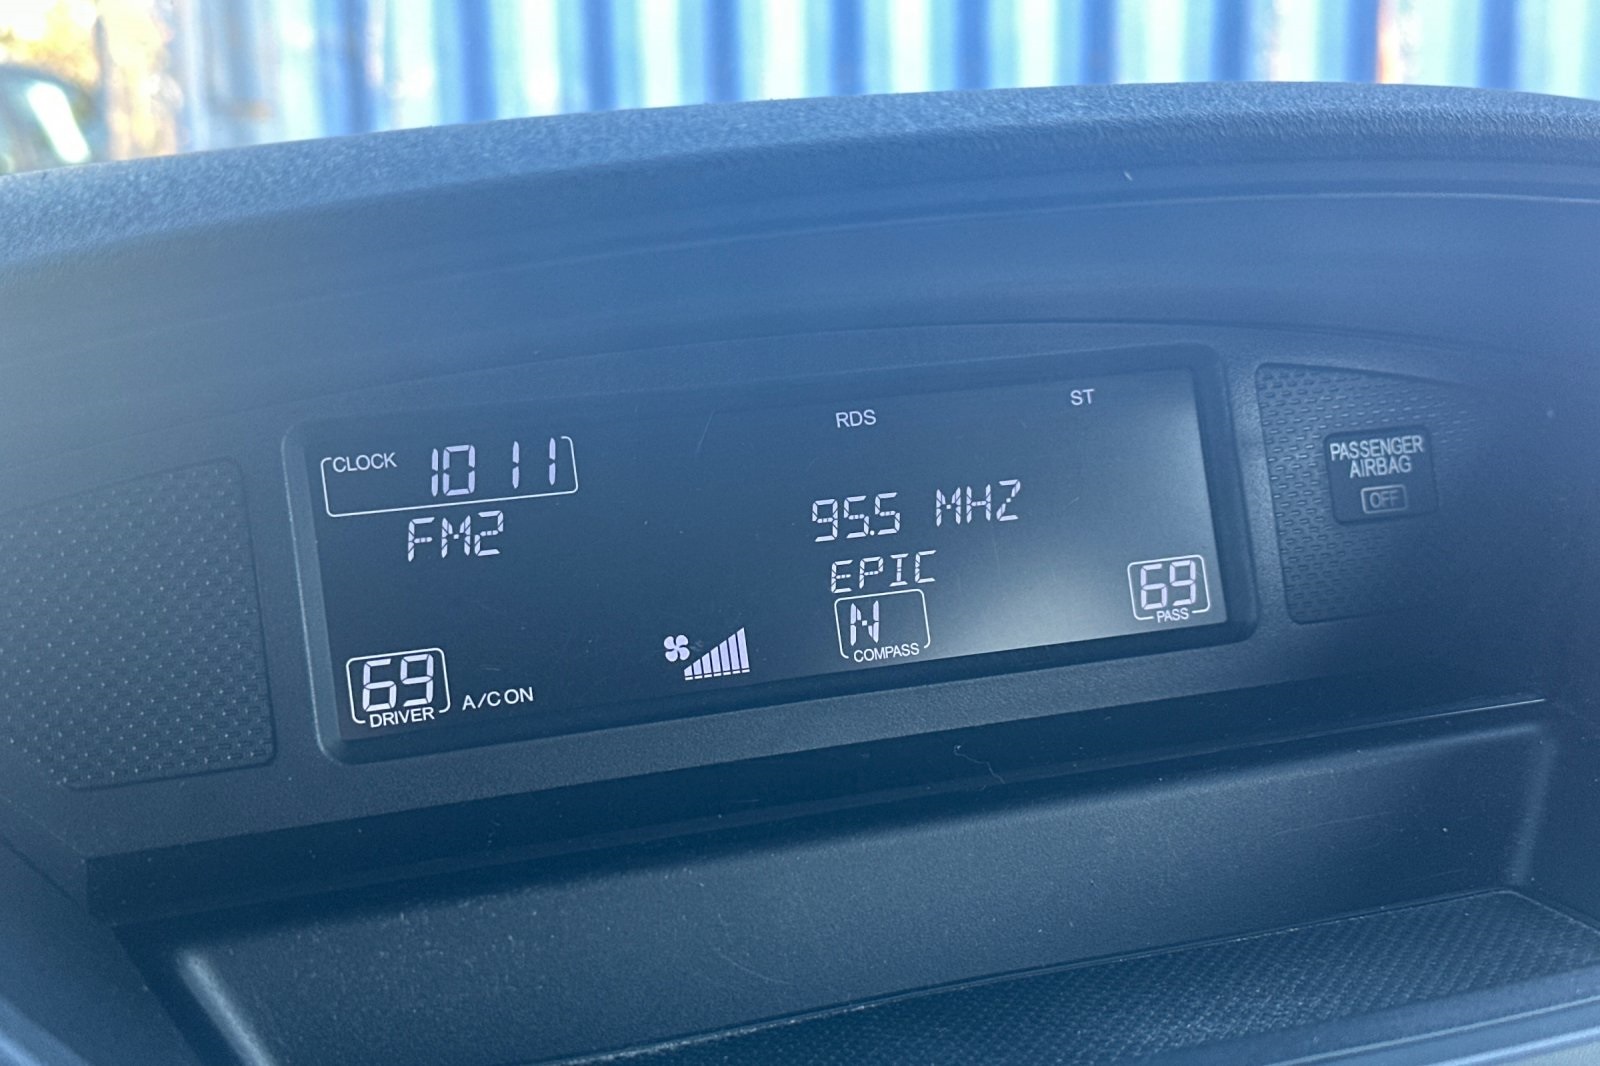 CLOCK 10 11
RDS
ST
FM2
95.5 MHZ
EPIC
PASSENGER
AIRBAG
OFF
N
COMPASS
69
PASS
69
DRIVER
A/C ON